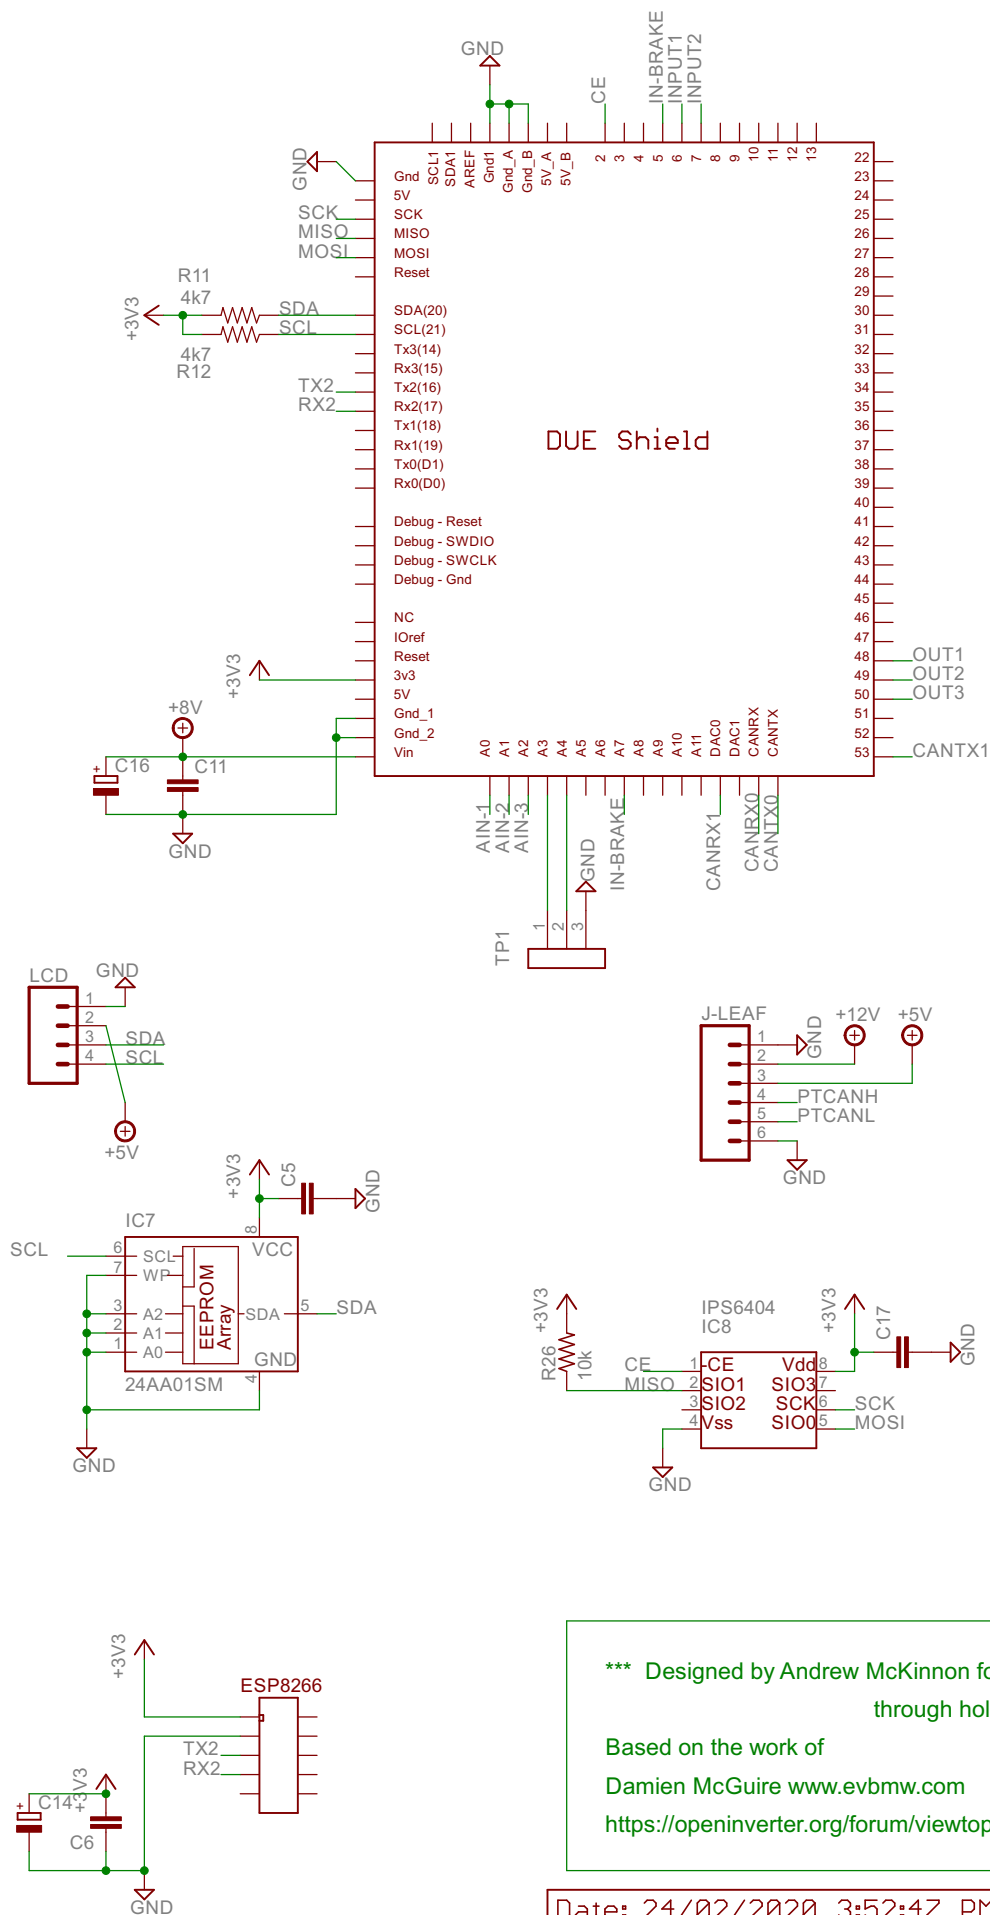 GND
CE
IN-BRAKE
INPUT1
INPUT2
SCL1
SDA1
AREF
Gnd1
Gnd_A
Gnd_B
5V_A
5V_B
2
3
4
5
6
7
8
9
10
11
12
13
GND
SCK
MISO
MOSI
Gnd
5V
SCK
MISO
MOSI
Reset
R11
4k7
+3V3
SDA
SCL
4k7
R12
TX2
RX2
SDA(20)
SCL(21)
Tx3(14)
Rx3(15)
Tx2(16)
Rx2(17)
Tx1(18)
Rx1(19)
Tx0(D1)
Rx0(D0)
DUE Shield
Debug - Reset
Debug - SWDIO
Debug - SWCLK
Debug - Gnd
NC
IOref
Reset
3v3
5V
Gnd_1
Gnd_2
Vin
22
23
24
25
26
27
28
29
30
31
32
33
34
35
36
37
38
39
40
41
42
43
44
45
46
47
48
49
50
51
52
53
OUT1
OUT2
OUT3
CANTX1
+3V3
+8V
+
C16
C11
GND
A0
A1
A2
A3
A4
A5
A6
A7
A8
A9
A10
A11
DAC0
DAC1
CANRX
CANTX
AIN-1
AIN-2
AIN-3
GND
IN-BRAKE
CANRX1
CANRX0
CANTX0
TP1
1
2
3
LCD
GND
1
2
3
4
SDA
SCL
+5V
J-LEAF
1
2
3
4
5
6
GND
+12V
+5V
PTCANH
PTCANL
GND
+3V3
C5
GND
IC7
SCL
6
7
3
2
1
8
5
4
SCL
WP
A2
A1
A0
EEPROM
Array
VCC
SDA
GND
SDA
24AA01SM
GND
+3V3
R26
10k
IPS6404
IC8
+3V3
C17
GND
CE
MISO
1
2
3
4
-CE
SIO1
SIO2
Vss
Vdd
SIO3
SCK
SIO0
8
7
6
5
SCK
MOSI
GND
+3V3
ESP8266
TX2
RX2
+3V3
+
C14
C6
GND
*** Designed by Andrew McKinnon fo
through hol
Based on the work of
Damien McGuire www.evbmw.com
https://openinverter.org/forum/viewtop
Date: 24/02/2020 3:52:47 PM